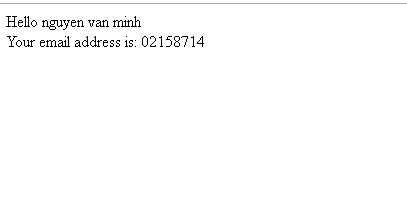 Hello nguyen van minh
Your email address is: 02158714